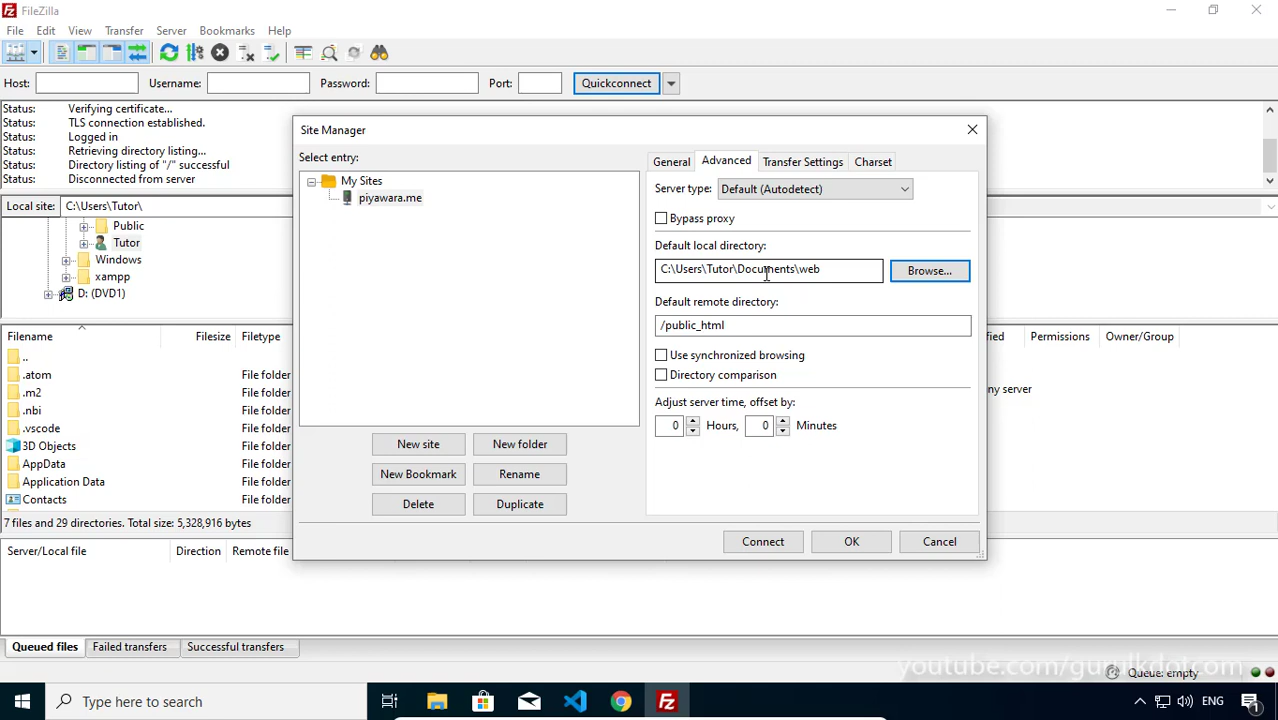 FileZilla
File Edit View Transfer Server Bookmarks Help
Host: Username: Password: Port: Quickconnect
Status: Verifying certificate...
Status: TLS connection established.
Status: Logged in
Status: Retrieving directory listing...
Status: Directory listing of "/" successful
Status: Disconnected from server
Local site: C:\Users\Tutor\
Public
Tutor
Windows
xampp
D: (DVD1)
Filename Filesize Filetype
..
.atom File folder
.m2 File folder
.nbi File folder
.vscode File folder
3D Objects File folder
AppData File folder
Application Data File folder
Contacts File folder
7 files and 29 directories. Total size: 5,328,916 bytes
Site Manager
Select entry:
My Sites
piyawara.me
New site New folder
New Bookmark Rename
Delete Duplicate
General Advanced Transfer Settings Charset
Server type: Default (Autodetect)
Bypass proxy
Default local directory:
C:\Users\Tutor\Documents\web Browse...
Default remote directory:
/public_html
Use synchronized browsing
Directory comparison
Adjust server time, offset by:
0 Hours, 0 Minutes
Connect OK Cancel
Permissions Owner/Group
any server
Server/Local file Direction Remote file
Queued files Failed transfers Successful transfers
Queue: empty
Type here to search
ENG
1